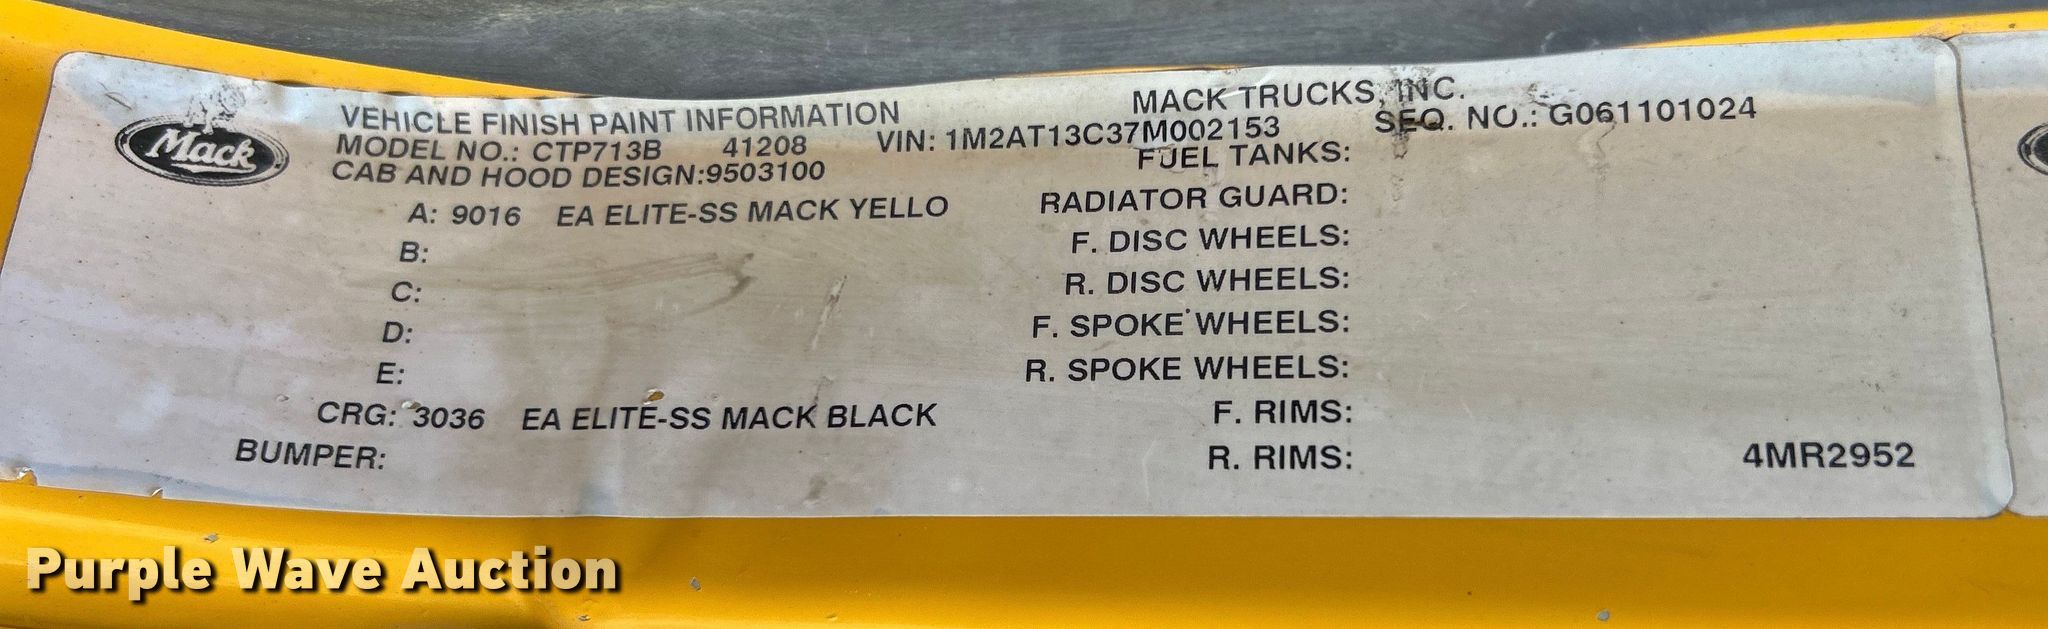 Mack
VEHICLE FINISH PAINT INFORMATION
MACK TRUCKS, INC.
MODEL NO.: CTP713B 41208 VIN: 1M2AT13C37M002153 SEQ. NO.: G061101024
CAB AND HOOD DESIGN:9503100
FUEL TANKS:
A: 9016 EA ELITE-SS MACK YELLO
RADIATOR GUARD:
B:
F. DISC WHEELS:
C:
R. DISC WHEELS:
D:
F. SPOKE WHEELS:
E:
R. SPOKE WHEELS:
CRG: 3036 EA ELITE-SS MACK BLACK
F. RIMS:
BUMPER:
R. RIMS:
4MR2952
Purple Wave Auction